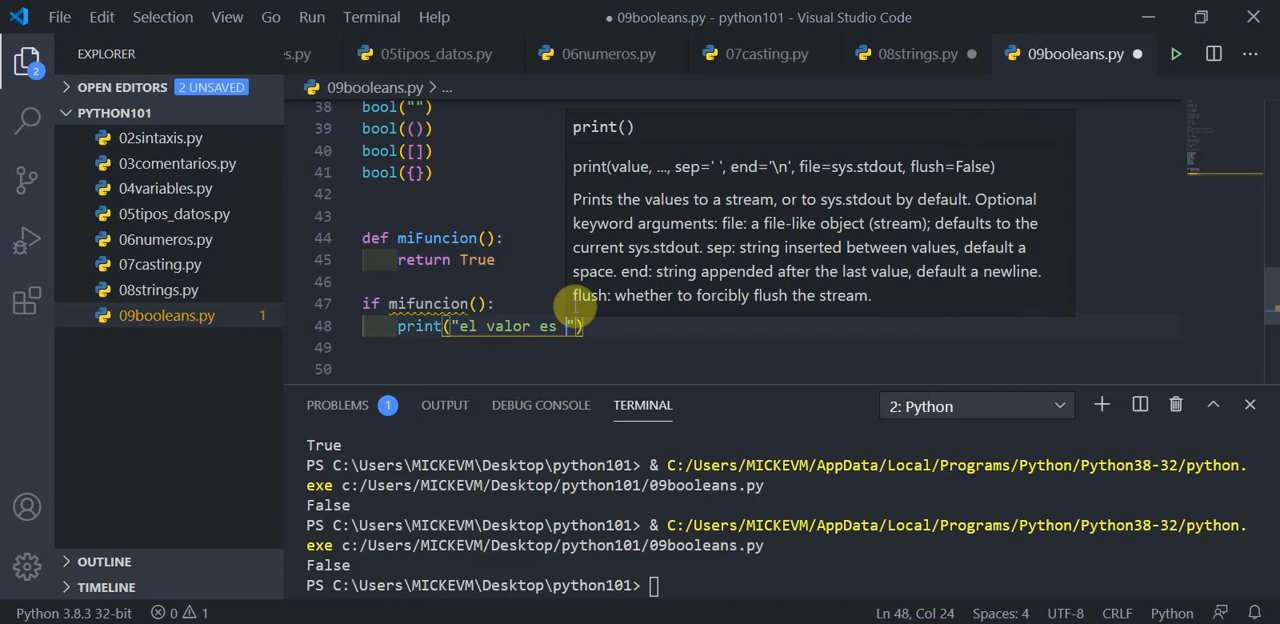 File Edit Selection View Go Run Terminal Help
● 09booleans.py - python101 - Visual Studio Code
EXPLORER
es.py 05tipos_datos.py 06numeros.py 07casting.py 08strings.py 09booleans.py
OPEN EDITORS 2 UNSAVED
PYTHON101
02sintaxis.py
03comentarios.py
04variables.py
05tipos_datos.py
06numeros.py
07casting.py
08strings.py
09booleans.py 1
OUTLINE
TIMELINE
2
09booleans.py > ...
38 bool("")
39 bool(())
40 bool([])
41 bool({})
42
43
44 def miFuncion():
45 return True
46
47 if mifuncion():
48 print("el valor es ")
49
50
print()
print(value, ..., sep=' ', end='\n', file=sys.stdout, flush=False)
Prints the values to a stream, or to sys.stdout by default. Optional
keyword arguments: file: a file-like object (stream); defaults to the
current sys.stdout. sep: string inserted between values, default a
space. end: string appended after the last value, default a newline.
flush: whether to forcibly flush the stream.
PROBLEMS 1 OUTPUT DEBUG CONSOLE TERMINAL 2: Python
True
PS C:\Users\MICKEVM\Desktop\python101> & C:/Users/MICKEVM/AppData/Local/Programs/Python/Python38-32/python.
exe c:/Users/MICKEVM/Desktop/python101/09booleans.py
False
PS C:\Users\MICKEVM\Desktop\python101> & C:/Users/MICKEVM/AppData/Local/Programs/Python/Python38-32/python.
exe c:/Users/MICKEVM/Desktop/python101/09booleans.py
False
PS C:\Users\MICKEVM\Desktop\python101>
Python 3.8.3 32-bit 0 1 Ln 48, Col 24 Spaces: 4 UTF-8 CRLF Python